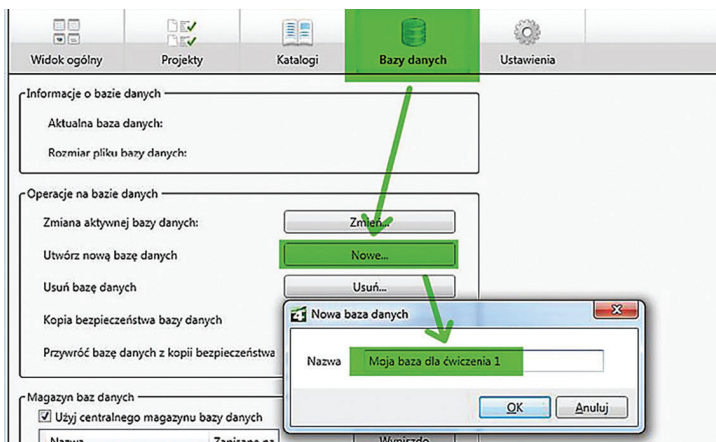 Widok ogólny
Projekty
Katalogi
Bazy danych
Ustawienia
Informacje o bazie danych
Aktualna baza danych:
Rozmiar pliku bazy danych:
Operacje na bazie danych
Zmiana aktywnej bazy danych:
Zmień...
Utwórz nową bazę danych
Nowe...
Usuń bazę danych
Usuń...
Nowa baza danych
Kopia bezpieczeństwa bazy danych
Przywróć bazę danych z kopii bezpieczeństwa
Nazwa
Moja baza dla ćwiczenia 1
OK
Anuluj
Magazyn baz danych
Użyj centralnego magazynu bazy danych
Nazwa